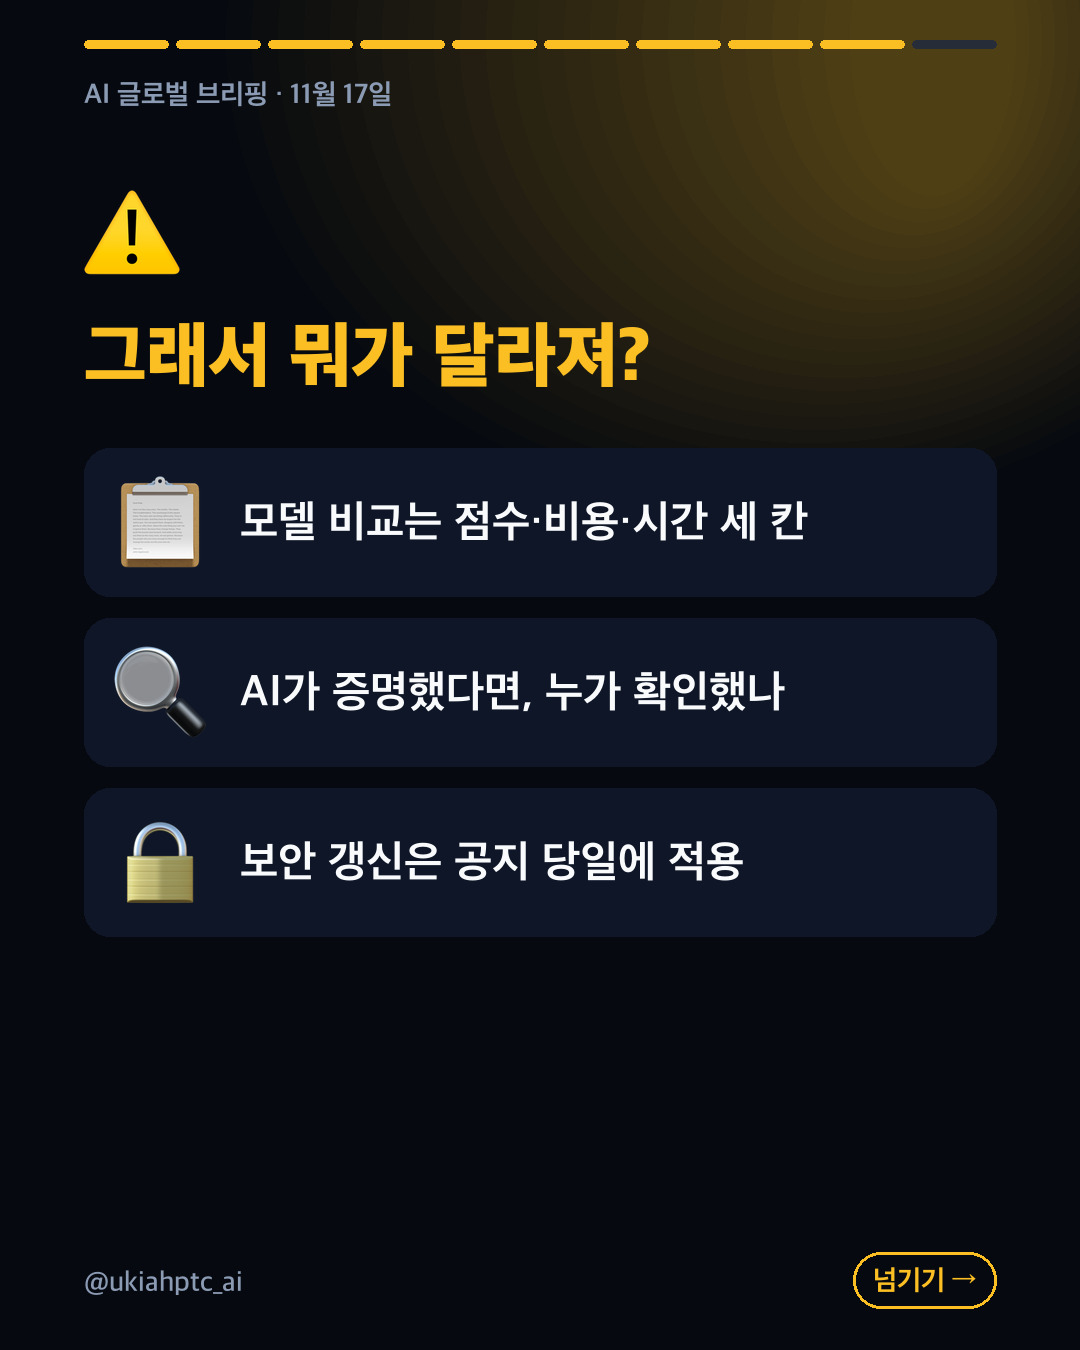 AI 글로벌 브리핑 · 11월 17일
그래서 뭐가 달라져?
모델 비교는 점수·비용·시간 세 칸
AI가 증명했다면, 누가 확인했나
보안 갱신은 공지 당일에 적용
@ukiahptc_ai
넘기기 →